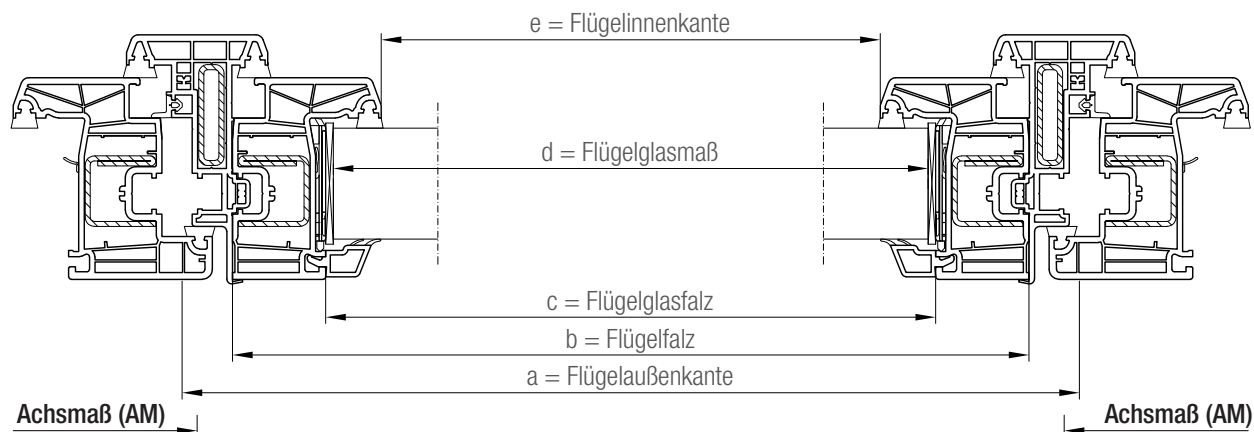 e = Flügelinnenkante
d = Flügelglasmaß
c = Flügelglasfalz
b = Flügelfalz
a = Flügelaußenkante
Achsmaß (AM)
Achsmaß (AM)